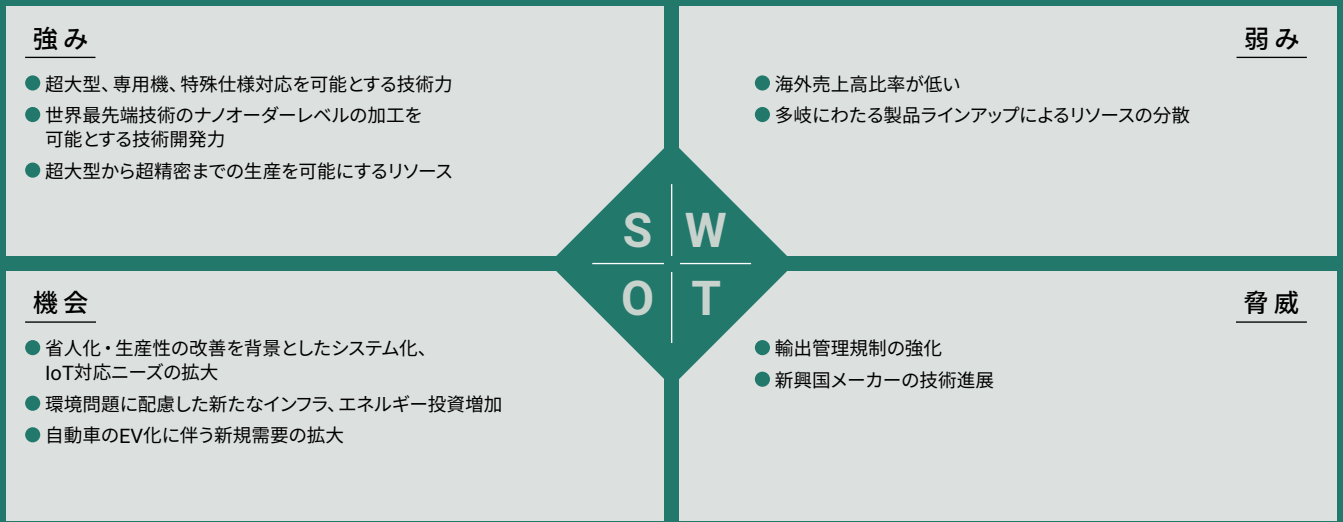 強み
超大型、専用機、特殊仕様対応を可能とする技術力
世界最先端技術のナノオーダーレベルの加工を
可能とする技術開発力
超大型から超精密までの生産を可能にするリソース
弱み
海外売上高比率が低い
多岐にわたる製品ラインアップによるリソースの分散
S W
O T
機会
省人化・生産性の改善を背景としたシステム化、
IoT対応ニーズの拡大
環境問題に配慮した新たなインフラ、エネルギー投資増加
自動車のEV化に伴う新規需要の拡大
脅威
輸出管理規制の強化
新興国メーカーの技術進展